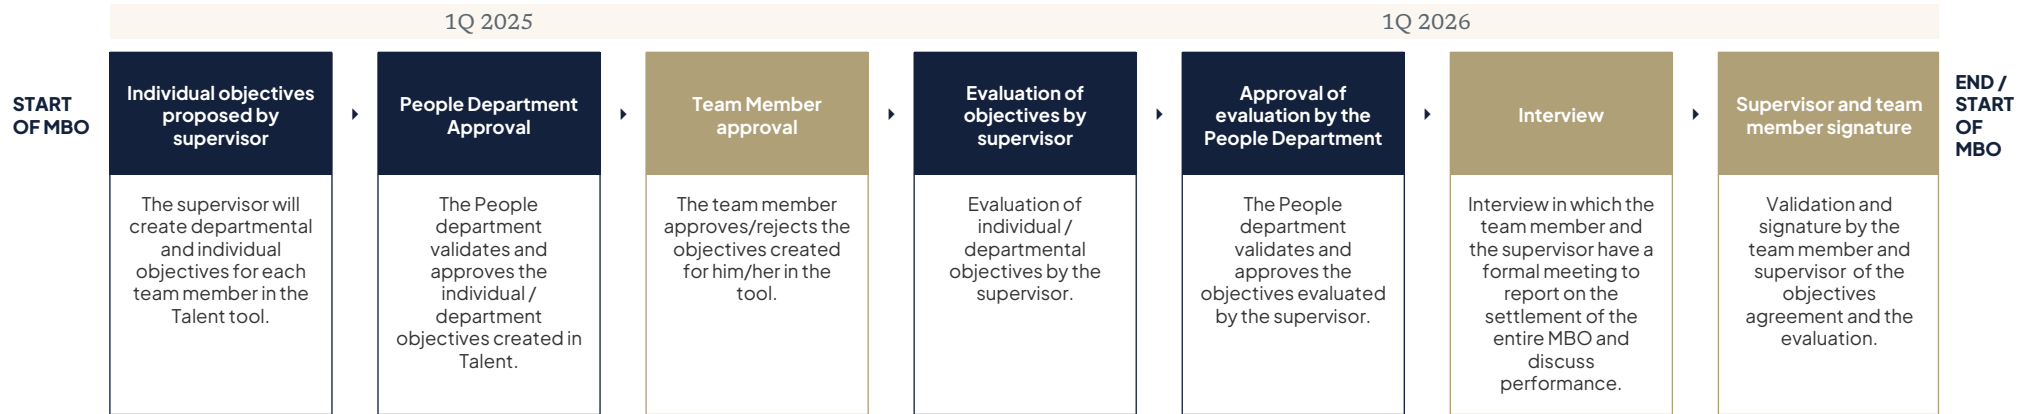 1Q 2025
1Q 2026
START
OF MBO
Individual objectives
proposed by
supervisor
The supervisor will
create departmental
and individual
objectives for each
team member in the
Talent tool.
People Department
Approval
The People
department
validates and
approves the
individual /
department
objectives created in
Talent.
Team Member
approval
The team member
approves/rejects the
objectives created
for him/her in the
tool.
Evaluation of
objectives by
supervisor
Evaluation of
individual /
departmental
objectives by the
supervisor.
Approval of
evaluation by the
People Department
The People
department
validates and
approves the
objectives evaluated
by the supervisor.
Interview
Interview in which the
team member and
the supervisor have a
formal meeting to
report on the
settlement of the
entire MBO and
discuss
performance.
Supervisor and team
member signature
Validation and
signature by the
team member and
supervisor of the
objectives
agreement and the
evaluation.
END /
START
OF
MBO